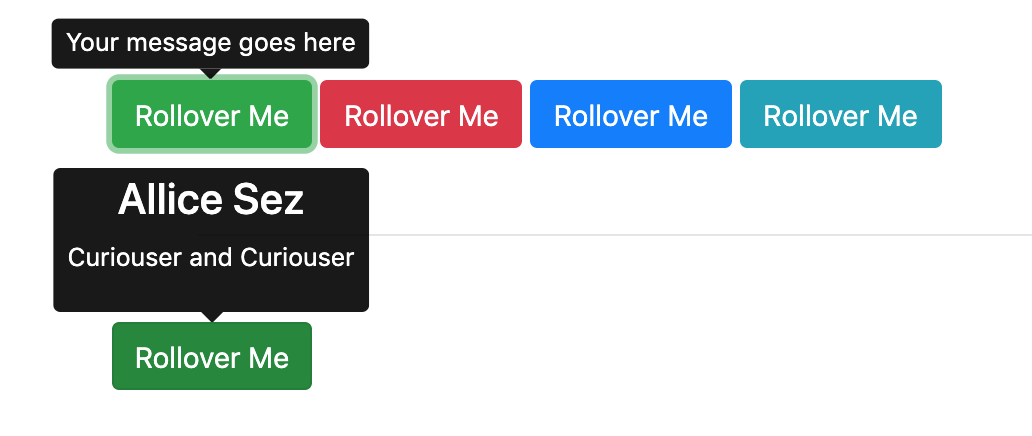 Your message goes here
Rollover Me Rollover Me Rollover Me Rollover Me
Allice Sez
Curiouser and Curiouser
Rollover Me